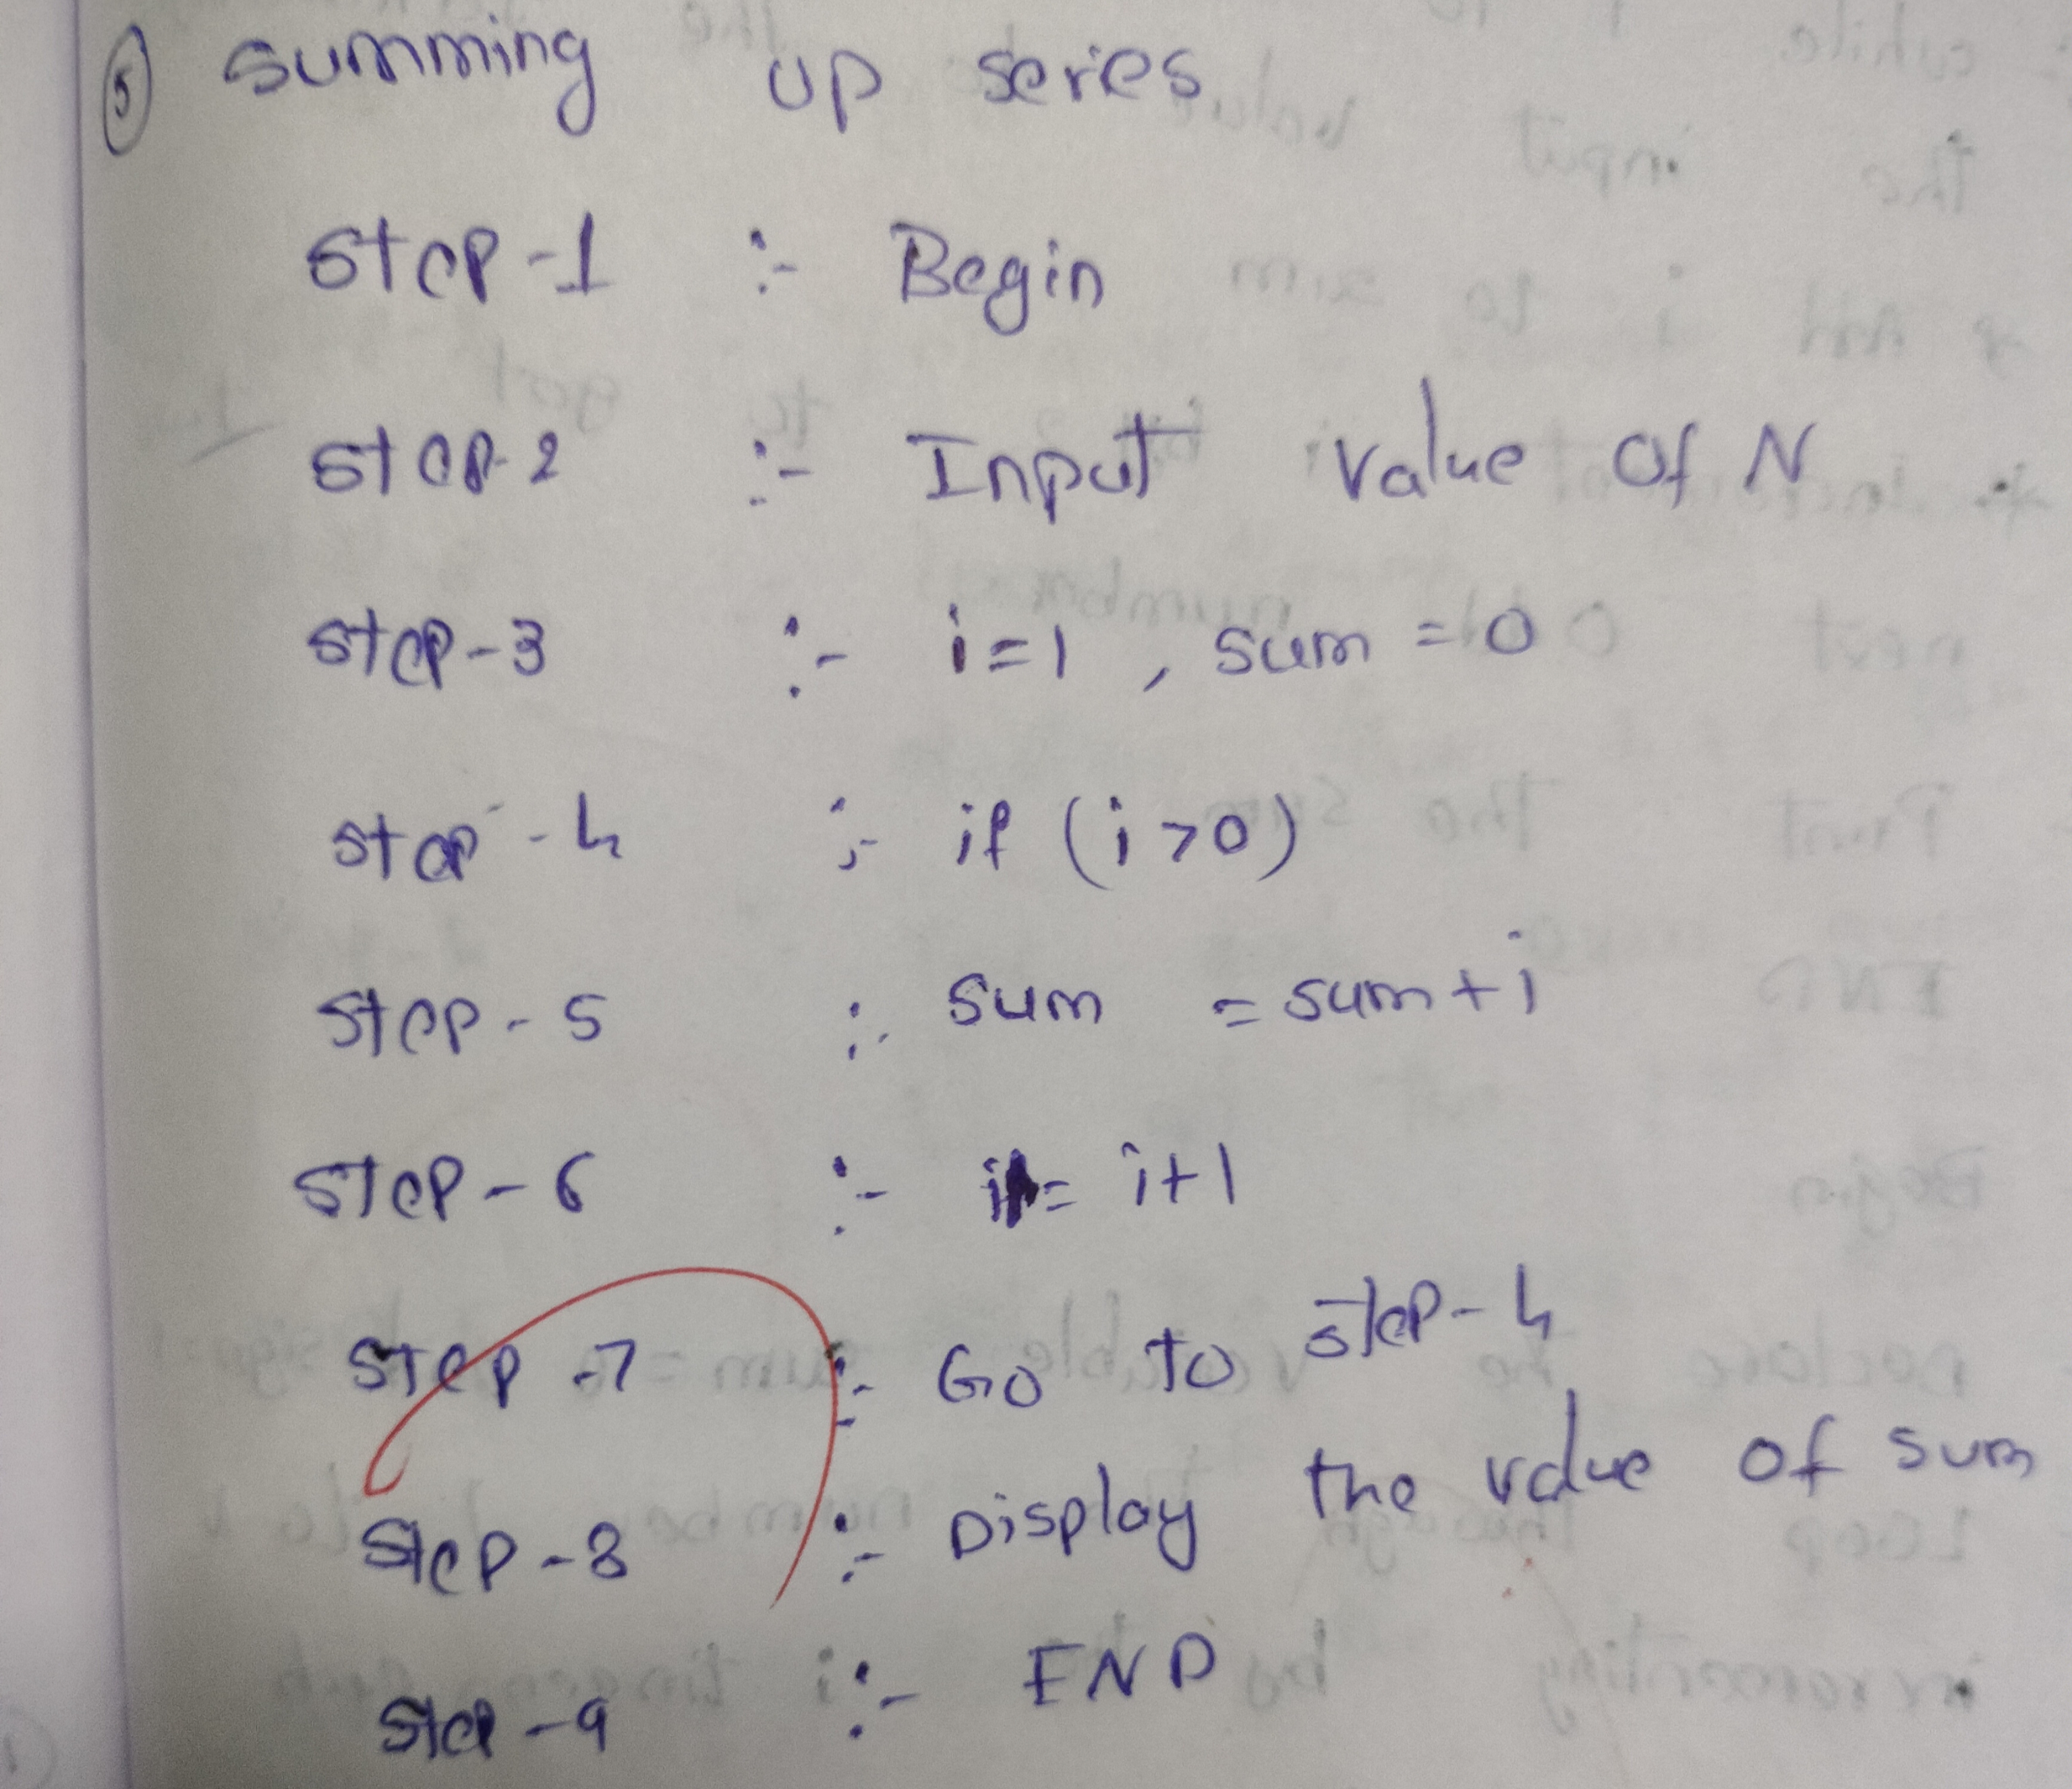 5 Summing up series
Step-1 :- Begin
Step-2 :- Input value of N
Step-3 :- i=1, sum=0
Step-4 :- if (i>0)
Step-5 :- Sum = sum+i
Step-6 :- i= i+1
Step-7 :- Go to step-4
Step-8 :- Display the value of sum
Step-9 :- END